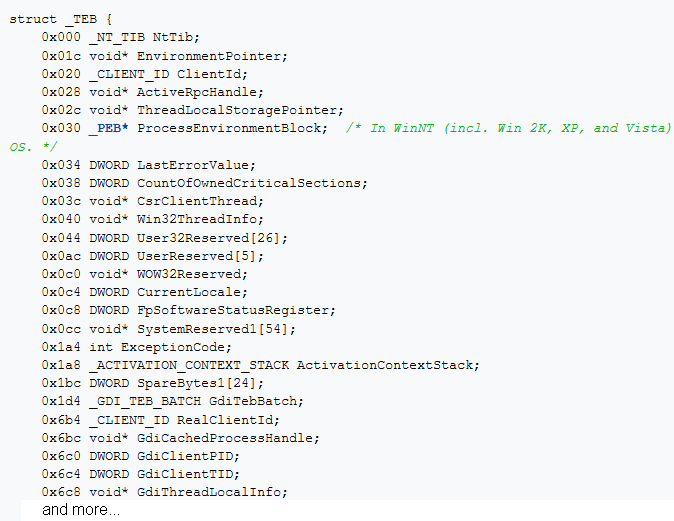 struct _TEB {
0x000 _NT_TIB NtTib;
0x01c void* EnvironmentPointer;
0x020 _CLIENT_ID ClientId;
0x028 void* ActiveRpcHandle;
0x02c void* ThreadLocalStoragePointer;
0x030 _PEB* ProcessEnvironmentBlock; /* In WinNT (incl. Win 2K, XP, and Vista)
OS. */
0x034 DWORD LastErrorValue;
0x038 DWORD CountOfOwnedCriticalSections;
0x03c void* CsrClientThread;
0x040 void* Win32ThreadInfo;
0x044 DWORD User32Reserved[26];
0x0ac DWORD UserReserved[5];
0x0c0 void* WOW32Reserved;
0x0c4 DWORD CurrentLocale;
0x0c8 DWORD FpSoftwareStatusRegister;
0x0cc void* SystemReserved1[54];
0x1a4 int ExceptionCode;
0x1a8 _ACTIVATION_CONTEXT_STACK ActivationContextStack;
0x1bc DWORD SpareBytes1[24];
0x1d4 _GDI_TEB_BATCH GdiTebBatch;
0x6b4 _CLIENT_ID RealClientId;
0x6bc void* GdiCachedProcessHandle;
0x6c0 DWORD GdiClientPID;
0x6c4 DWORD GdiClientTID;
0x6c8 void* GdiThreadLocalInfo;
and more...